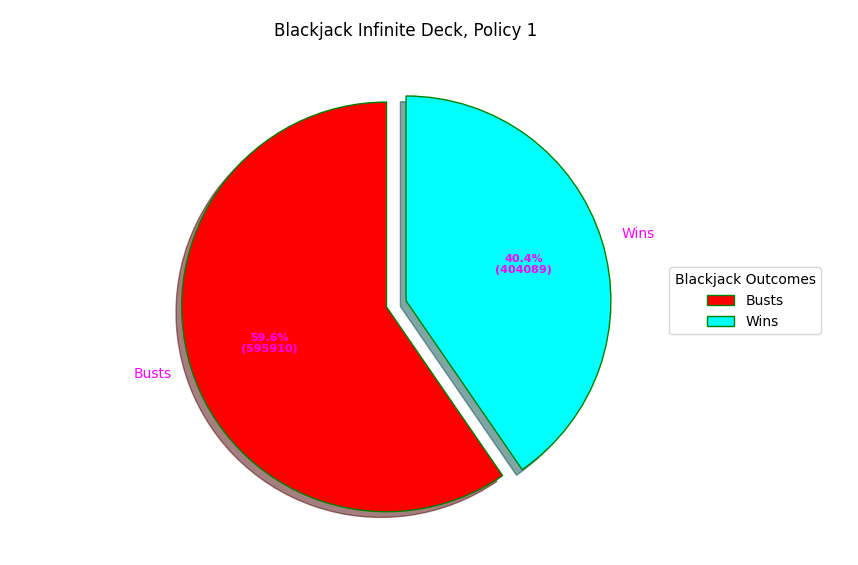 Blackjack Infinite Deck, Policy 1
Wins
40.4%
(404089)
Blackjack Outcomes
Busts
Wins
59.6%
(595910)
Busts